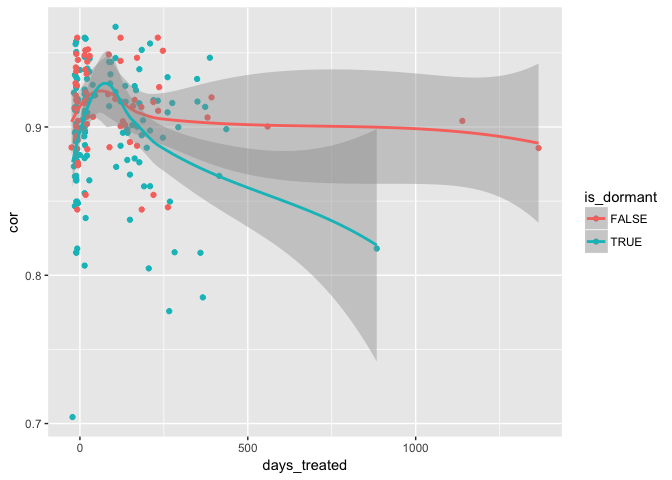 0.9
0.8
0.7
cor
0
500
1000
days_treated
is_dormant
FALSE
TRUE